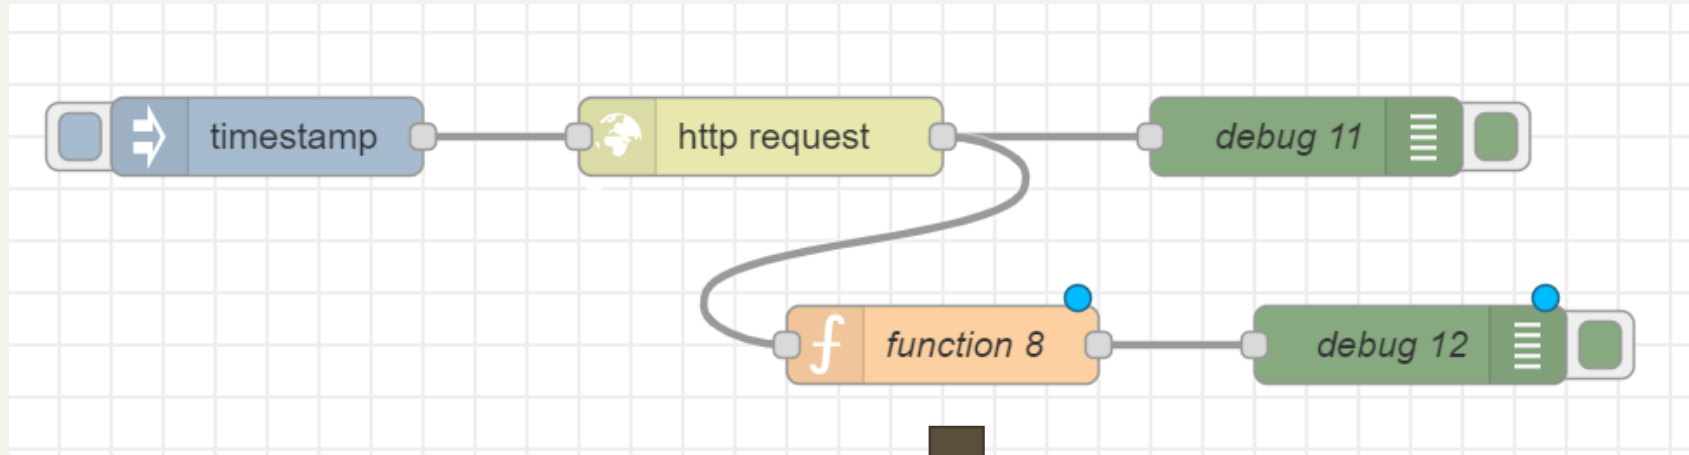 timestamp
http request
debug 11
function 8
debug 12